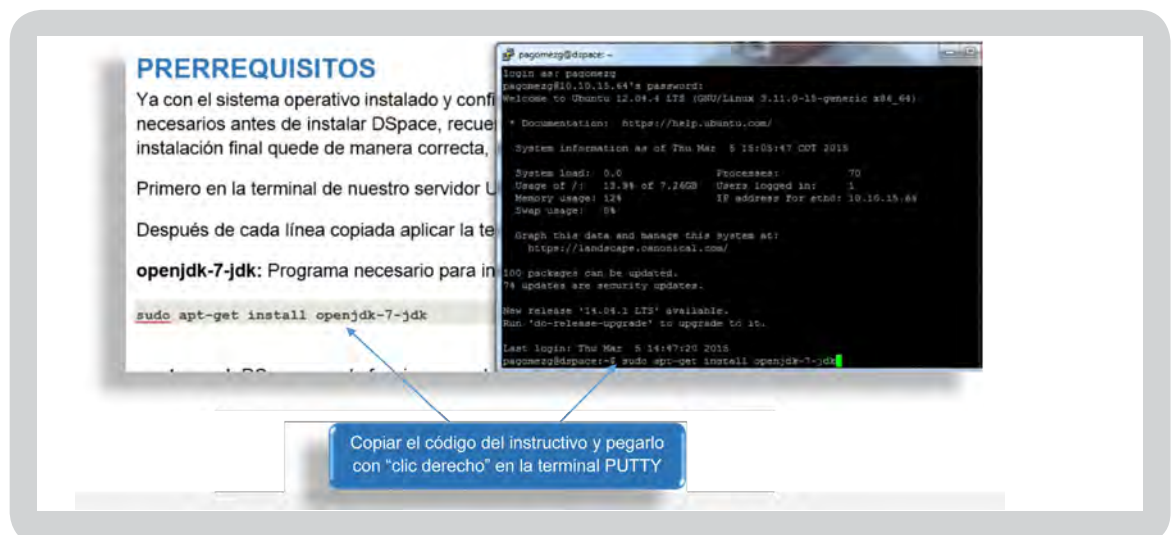 PRERREQUISITOS
Ya con el sistema operativo instalado y confi
necesarios antes de instalar DSpace, recue
instalación final quede de manera correcta,
Primero en la terminal de nuestro servidor U
Después de cada línea copiada aplicar la te
openjdk-7-jdk: Programa necesario para in
sudo apt-get install openjdk-7-jdk
pagomezg@dspace: ~
login as: pagomezg
pagomezg@10.10.15.64's password:
Welcome to Ubuntu 12.04.4 LTS (GNU/Linux 3.11.0-15-generic x86_64)
* Documentation: https://help.ubuntu.com/
System information as of Thu Mar 5 15:05:47 COT 2015
System load: 0.0 Processes: 70
Usage of /: 13.9% of 7.26GB Users logged in: 1
Memory usage: 12% IP address for eth0: 10.10.15.64
Swap usage: 0%
Graph this data and manage this system at:
https://landscape.canonical.com/
100 packages can be updated.
74 updates are security updates.
New release '14.04.1 LTS' available.
Run 'do-release-upgrade' to upgrade to it.
Last login: Thu Mar 5 14:47:20 2015
pagomezg@dspace:~$ sudo apt-get install openjdk-7-jdk
Copiar el código del instructivo y pegarlo
con “clic derecho” en la terminal PUTTY